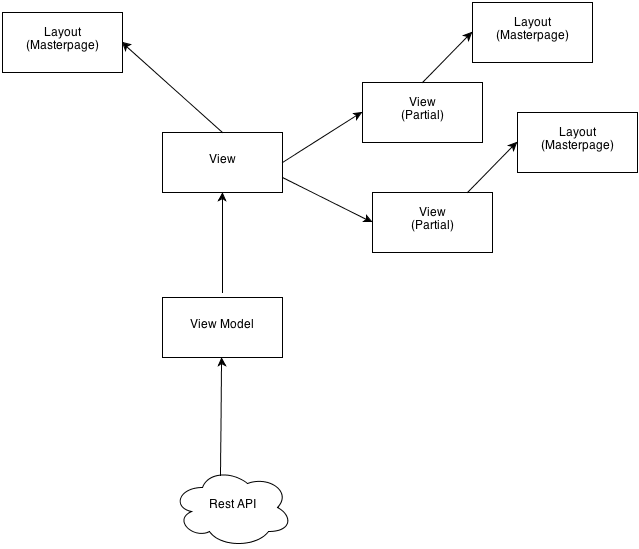 Layout
(Masterpage)
Layout
(Masterpage)
View
(Partial)
Layout
(Masterpage)
View
View
(Partial)
View Model
Rest API